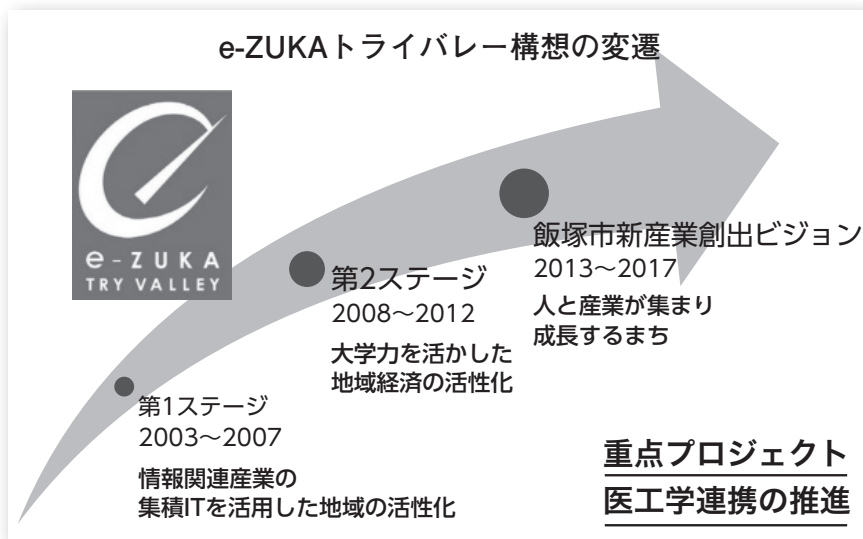 e-ZUKAトライバレー構想の変遷
e-ZUKA
TRY VALLEY
第1ステージ
2003〜2007
情報関連産業の
集積ITを活用した地域の活性化
第2ステージ
2008〜2012
大学力を活かした
地域経済の活性化
飯塚市新産業創出ビジョン
2013〜2017
人と産業が集まり
成長するまち
重点プロジェクト
医工学連携の推進